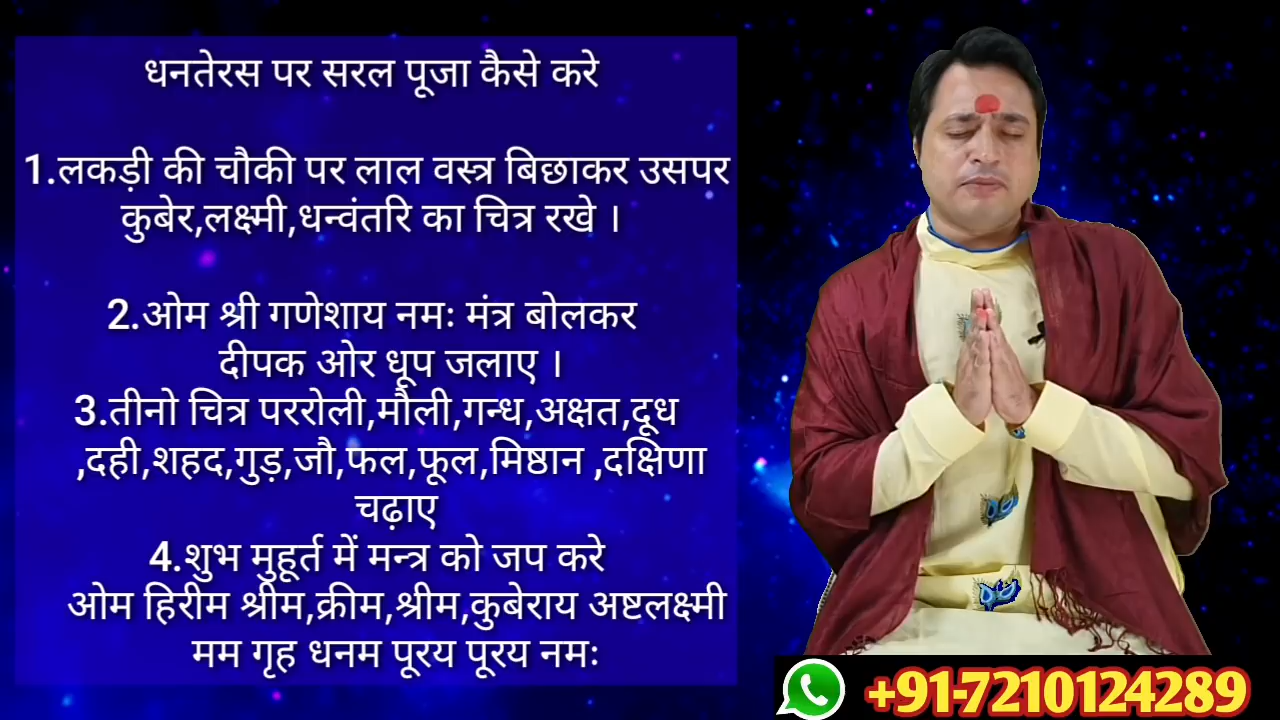 धनतेरस पर सरल पूजा कैसे करे
1.लकड़ी की चौकी पर लाल वस्त्र बिछाकर उसपर
कुबेर,लक्ष्मी,धन्वंतरि का चित्र रखे ।
2.ओम श्री गणेशाय नमः मंत्र बोलकर
दीपक ओर धूप जलाए ।
3.तीनो चित्र पररोली,मौली,गन्ध,अक्षत,दूध
,दही,शहद,गुड़,जौ,फल,फूल,मिष्ठान ,दक्षिणा
चढ़ाए
4.शुभ मुहूर्त में मन्त्र को जप करे
ओम हिरीम श्रीम,क्रीम,श्रीम,कुबेराय अष्टलक्ष्मी
मम गृह धनम पूरय पूरय नमः
+91-7210124289